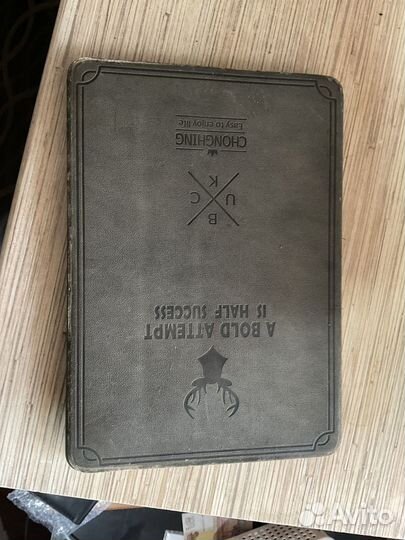 A BOLD ATTEMPT
IS HALF SUCCESS
B
U C
K
CHONGHING
Easy to enjoy life
Avito